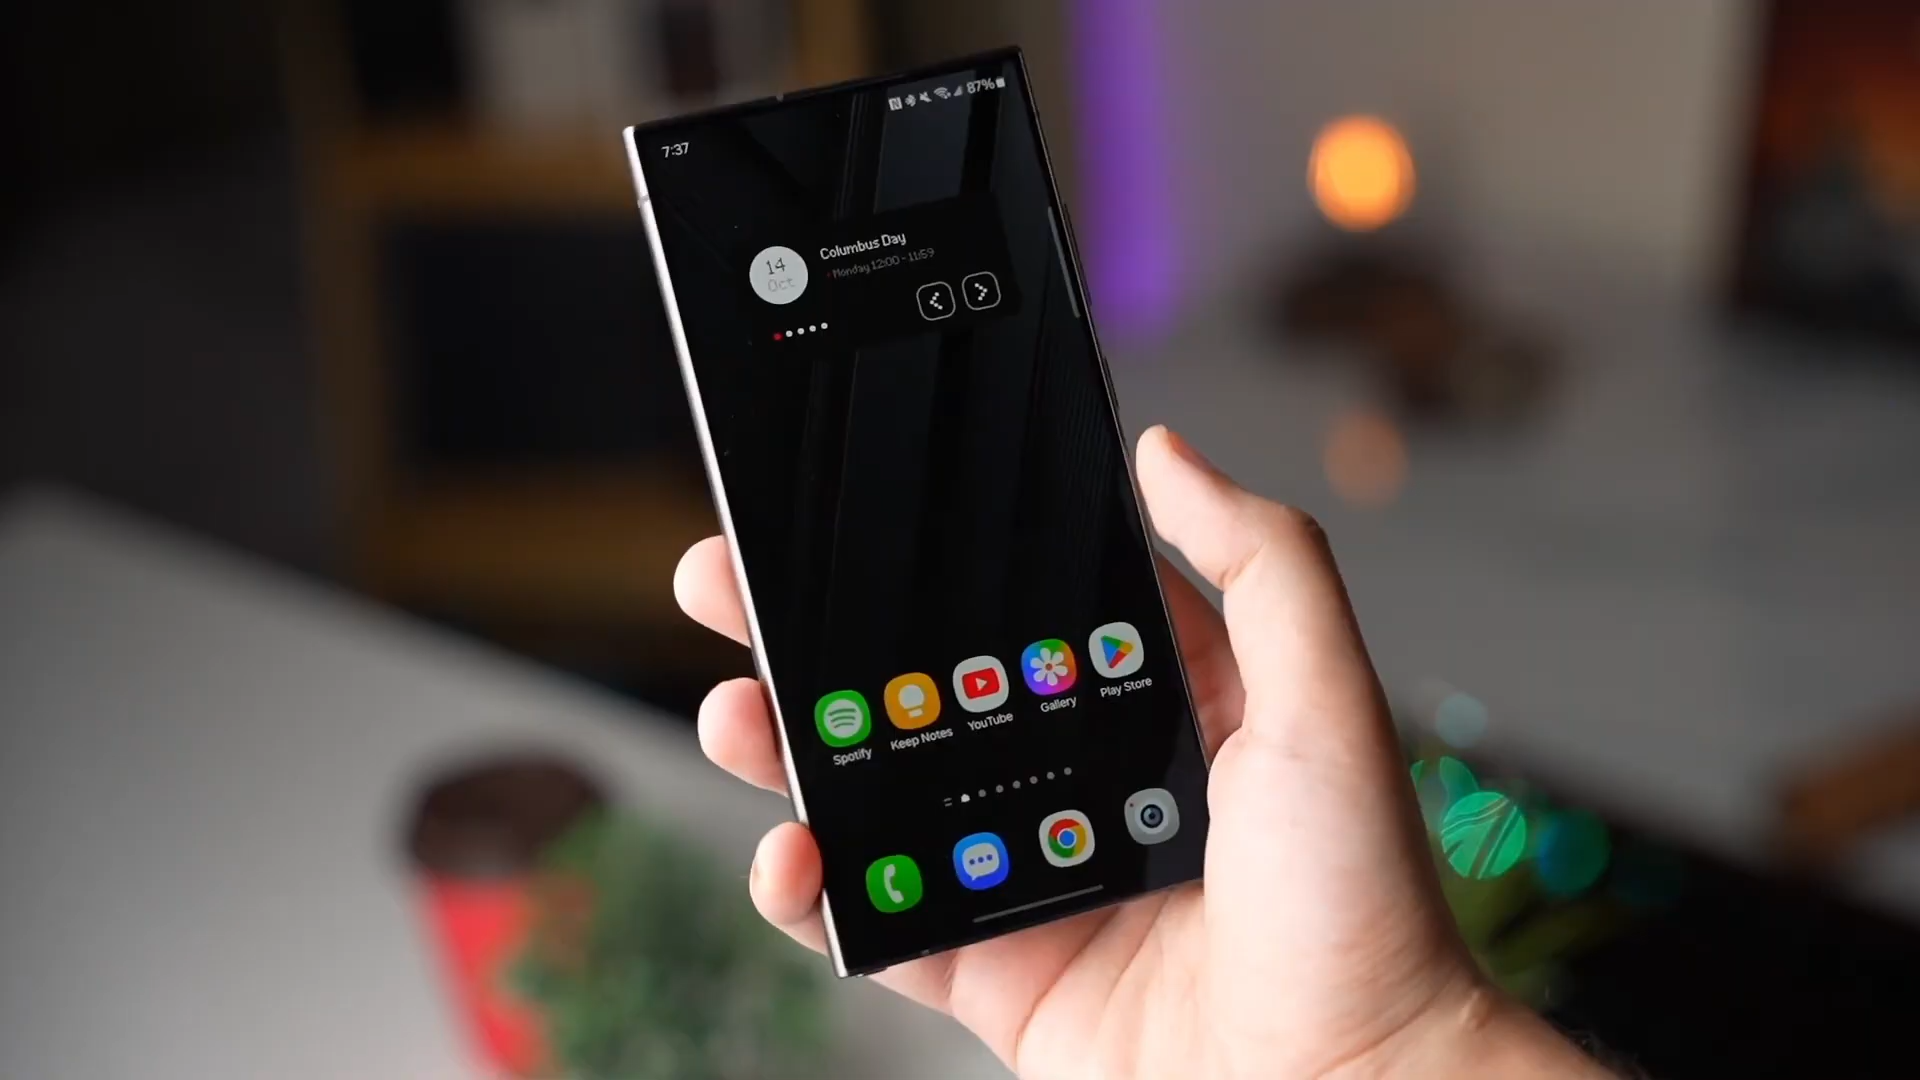 7:37
87%
14
Oct
Columbus Day
Monday 12:00 - 11:59
Spotify
Keep Notes
YouTube
Gallery
Play Store